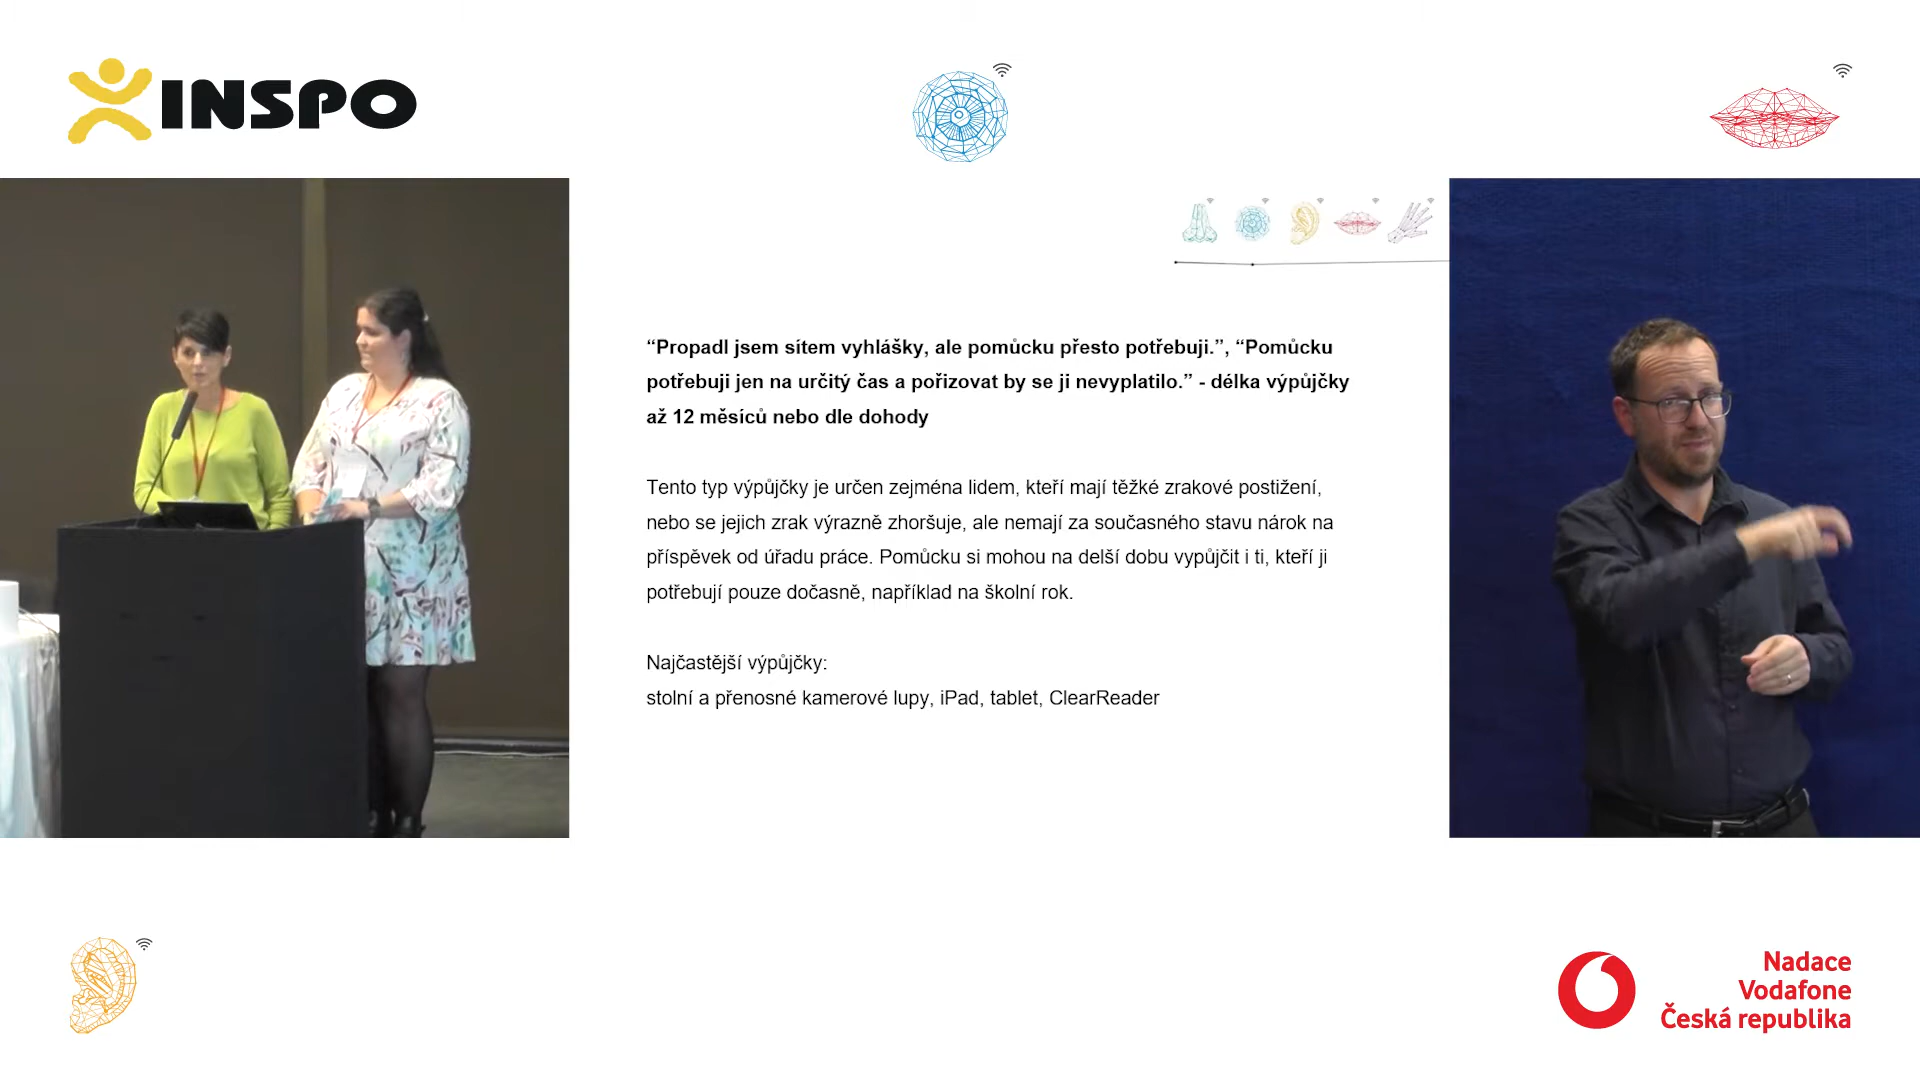 INSPO
“Propadl jsem sítem vyhlášky, ale pomůcku přesto potřebuji.”, “Pomůcku
potřebuji jen na určitý čas a pořizovat by se ji nevyplatilo.” - délka výpůjčky
až 12 měsíců nebo dle dohody
Tento typ výpůjčky je určen zejména lidem, kteří mají těžké zrakové postižení,
nebo se jejich zrak výrazně zhoršuje, ale nemají za současného stavu nárok na
příspěvek od úřadu práce. Pomůcku si mohou na delší dobu vypůjčit i ti, kteří ji
potřebují pouze dočasně, například na školní rok.
Najčastější výpůjčky:
stolní a přenosné kamerové lupy, iPad, tablet, ClearReader
Nadace
Vodafone
Česká republika